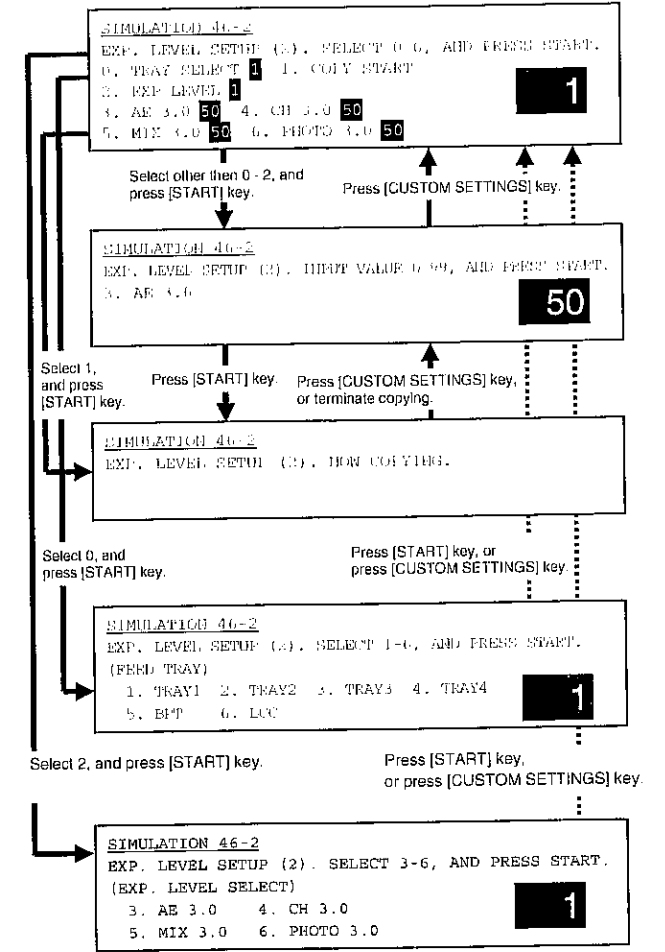 SIMULATION 46-2
EXP. LEVEL SETUP (2). SELECT 0-6, AND PRESS START.
0. TRAY SELECT 1 1. COPY START
2. EXP LEVEL 1
3. AE 3.0 50 4. CH 3.0 50
5. MIX 3.0 50 6. PHOTO 3.0 50
1
Select other then 0 - 2, and
press [START] key.
Press [CUSTOM SETTINGS] key.
SIMULATION 46-2
EXP. LEVEL SETUP (2). INPUT VALUE 0-99, AND PRESS START.
3. AE 3.0
50
Select 1,
and press
[START] key.
Press [START] key.
Press [CUSTOM SETTINGS] key,
or terminate copying.
SIMULATION 46-2
EXP. LEVEL SETUP (2). NOW COPYING.
Select 0, and
press [START] key.
Press [START] key, or
press [CUSTOM SETTINGS] key.
SIMULATION 46-2
EXP. LEVEL SETUP (2). SELECT 1-6, AND PRESS START.
(FEED TRAY)
1. TRAY1 2. TRAY2 3. TRAY3 4. TRAY4
5. BPT 6. LCC
1
Select 2, and press [START] key.
Press [START] key,
or press [CUSTOM SETTINGS] key.
SIMULATION 46-2
EXP. LEVEL SETUP (2). SELECT 3-6, AND PRESS START.
(EXP. LEVEL SELECT)
3. AE 3.0 4. CH 3.0
5. MIX 3.0 6. PHOTO 3.0
1